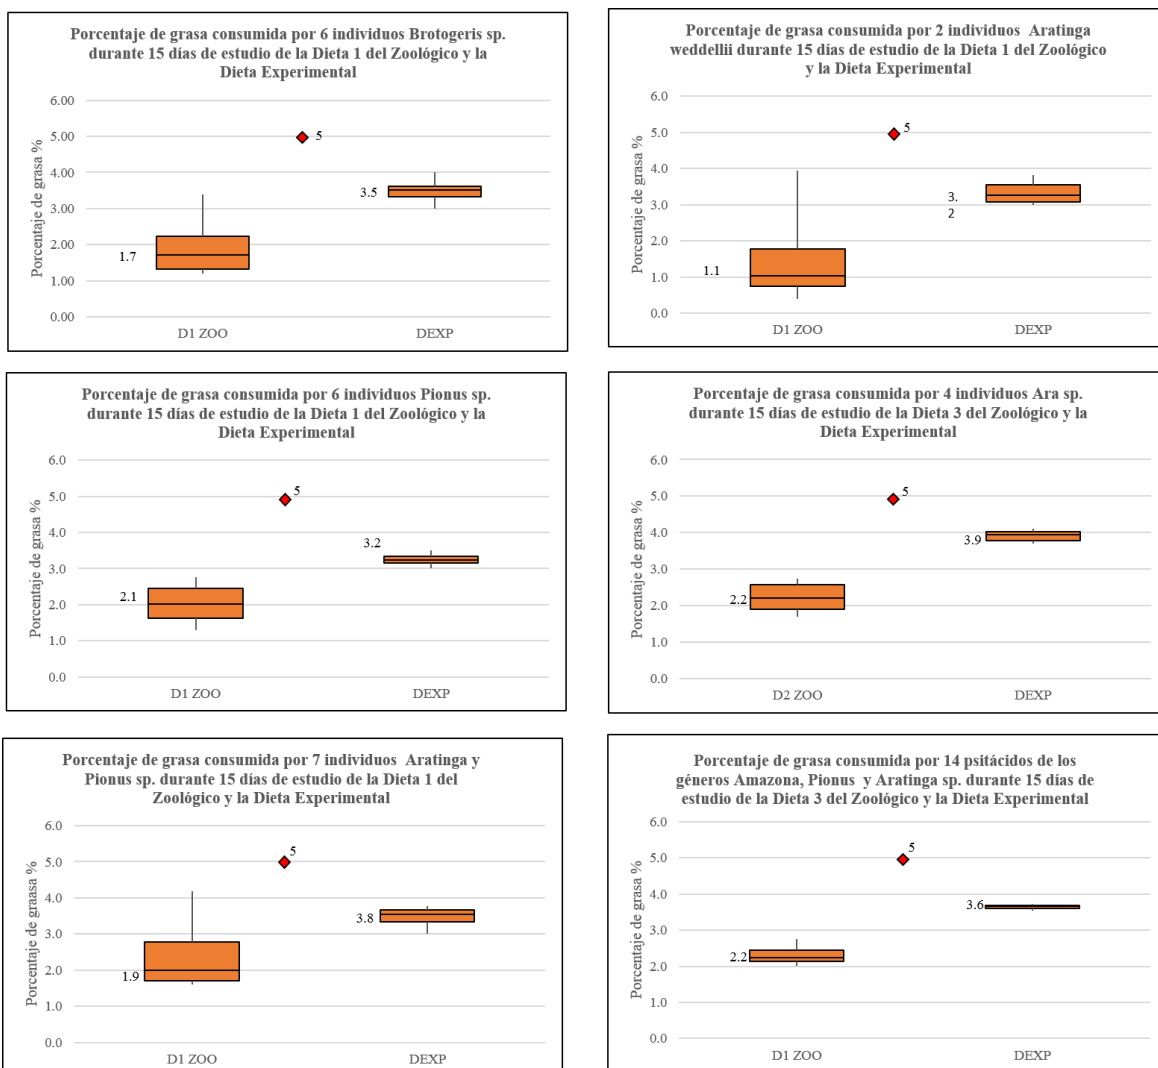 Porcentaje de grasa consumida por 6 individuos Brotogeris sp.
durante 15 días de estudio de la Dieta 1 del Zoológico y la
Dieta Experimental
Porcentaje de grasa %
6.00
5.00
4.00
3.00
2.00
1.00
0.00
5
3.5
1.7
D1 ZOO
DEXP
Porcentaje de grasa consumida por 2 individuos Aratinga
weddellii durante 15 días de estudio de la Dieta 1 del Zoológico
y la Dieta Experimental
Porcentaje de grasa %
6.0
5.0
4.0
3.0
2.0
1.0
0.0
5
3.
2
1.1
D1 ZOO
DEXP
Porcentaje de grasa consumida por 6 individuos Pionus sp.
durante 15 días de estudio de la Dieta 1 del Zoológico y la
Dieta Experimental
Porcentaje de grasa %
6.0
5.0
4.0
3.0
2.0
1.0
0.0
5
3.2
2.1
D1 ZOO
DEXP
Porcentaje de grasa consumida por 4 individuos Ara sp.
durante 15 días de estudio de la Dieta 3 del Zoológico y la
Dieta Experimental
Porcentaje de grasa %
6.0
5.0
4.0
3.0
2.0
1.0
0.0
5
3.9
2.2
D2 ZOO
DEXP
Porcentaje de grasa consumida por 7 individuos Aratinga y
Pionus sp. durante 15 días de estudio de la Dieta 1 del
Zoológico y la Dieta Experimental
Porcentaje de graasa %
6.0
5.0
4.0
3.0
2.0
1.0
0.0
5
3.8
1.9
D1 ZOO
DEXP
Porcentaje de grasa consumida por 14 psitácidos de los
géneros Amazona, Pionus y Aratinga sp. durante 15 días de
estudio de la Dieta 3 del Zoológico y la Dieta Experimental
Porcentaje de grasa %
6.0
5.0
4.0
3.0
2.0
1.0
0.0
5
3.6
2.2
D1 ZOO
DEXP